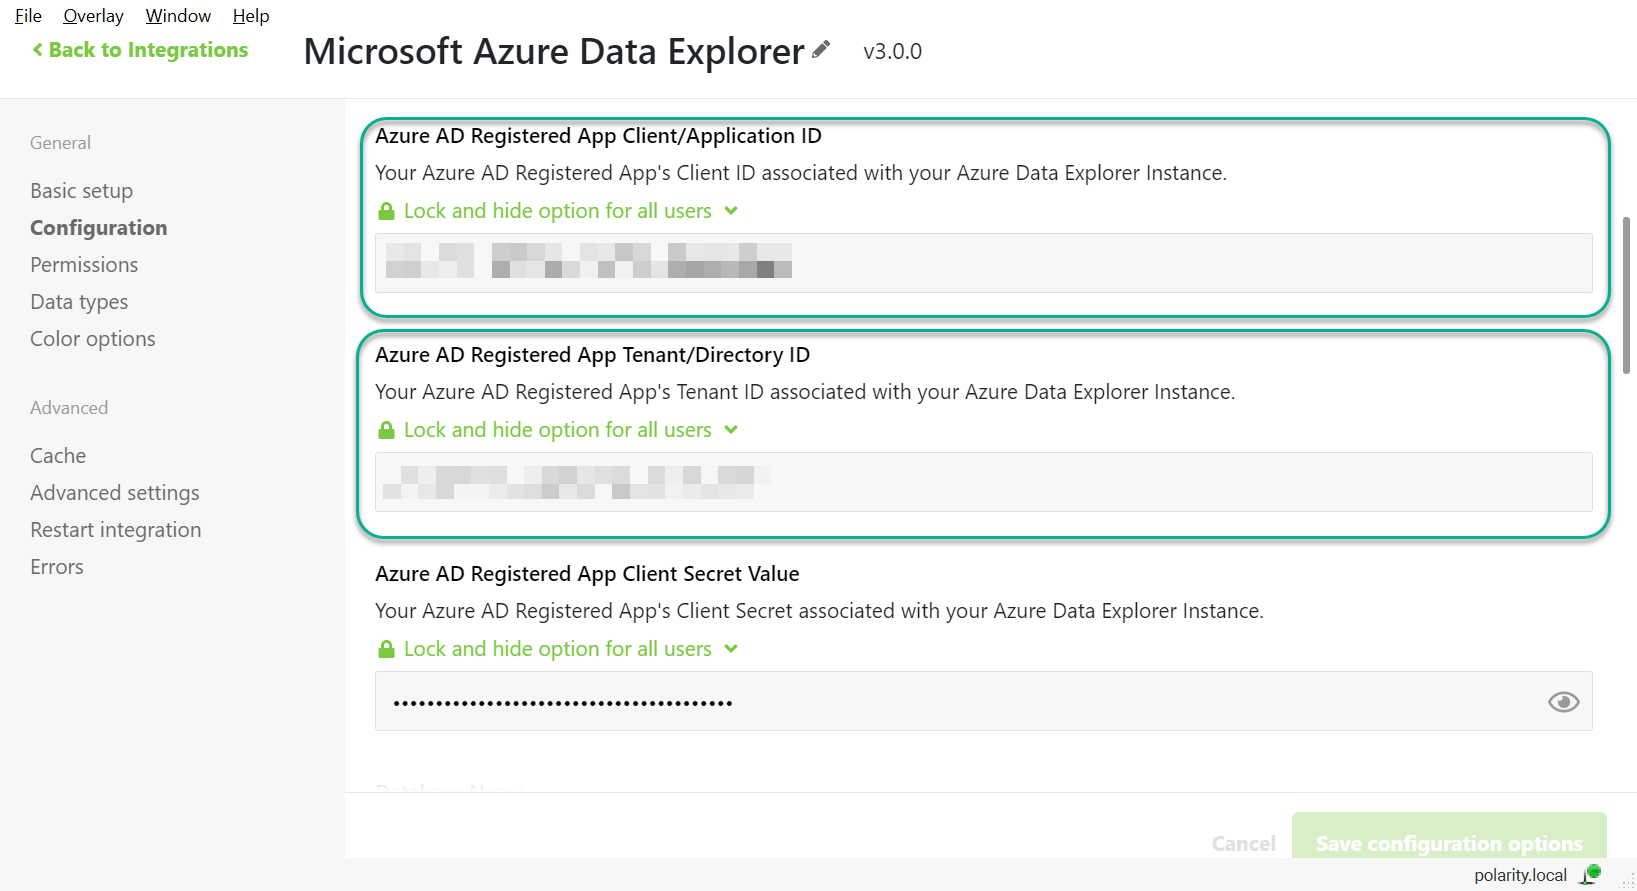 File Overlay Window Help
Back to Integrations
Microsoft Azure Data Explorer
v3.0.0
General
Basic setup
Configuration
Permissions
Data types
Color options
Advanced
Cache
Advanced settings
Restart integration
Errors
Azure AD Registered App Client/Application ID
Your Azure AD Registered App's Client ID associated with your Azure Data Explorer Instance.
Lock and hide option for all users
Azure AD Registered App Tenant/Directory ID
Your Azure AD Registered App's Tenant ID associated with your Azure Data Explorer Instance.
Lock and hide option for all users
Azure AD Registered App Client Secret Value
Your Azure AD Registered App's Client Secret associated with your Azure Data Explorer Instance.
Lock and hide option for all users
Database Name
Cancel
Save configuration options
polarity.local